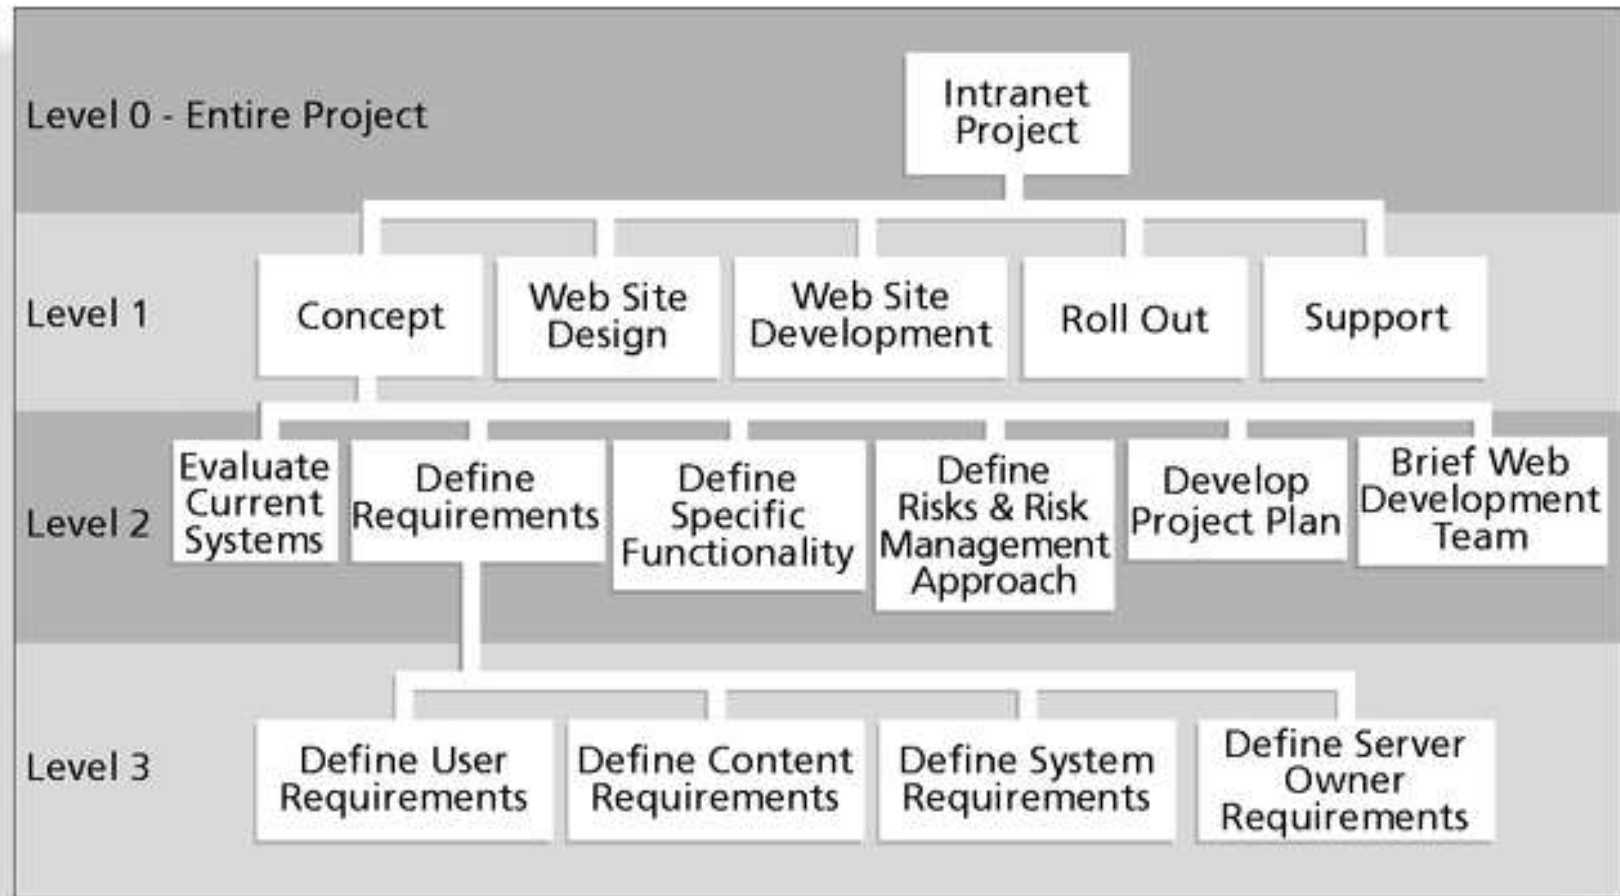 Level 0 - Entire Project
Intranet
Project
Level 1
Concept
Web Site
Design
Web Site
Development
Roll Out
Support
Level 2
Evaluate
Current
Systems
Define
Requirements
Define
Specific
Functionality
Define
Risks & Risk
Management
Approach
Develop
Project Plan
Brief Web
Development
Team
Level 3
Define User
Requirements
Define Content
Requirements
Define System
Requirements
Define Server
Owner
Requirements